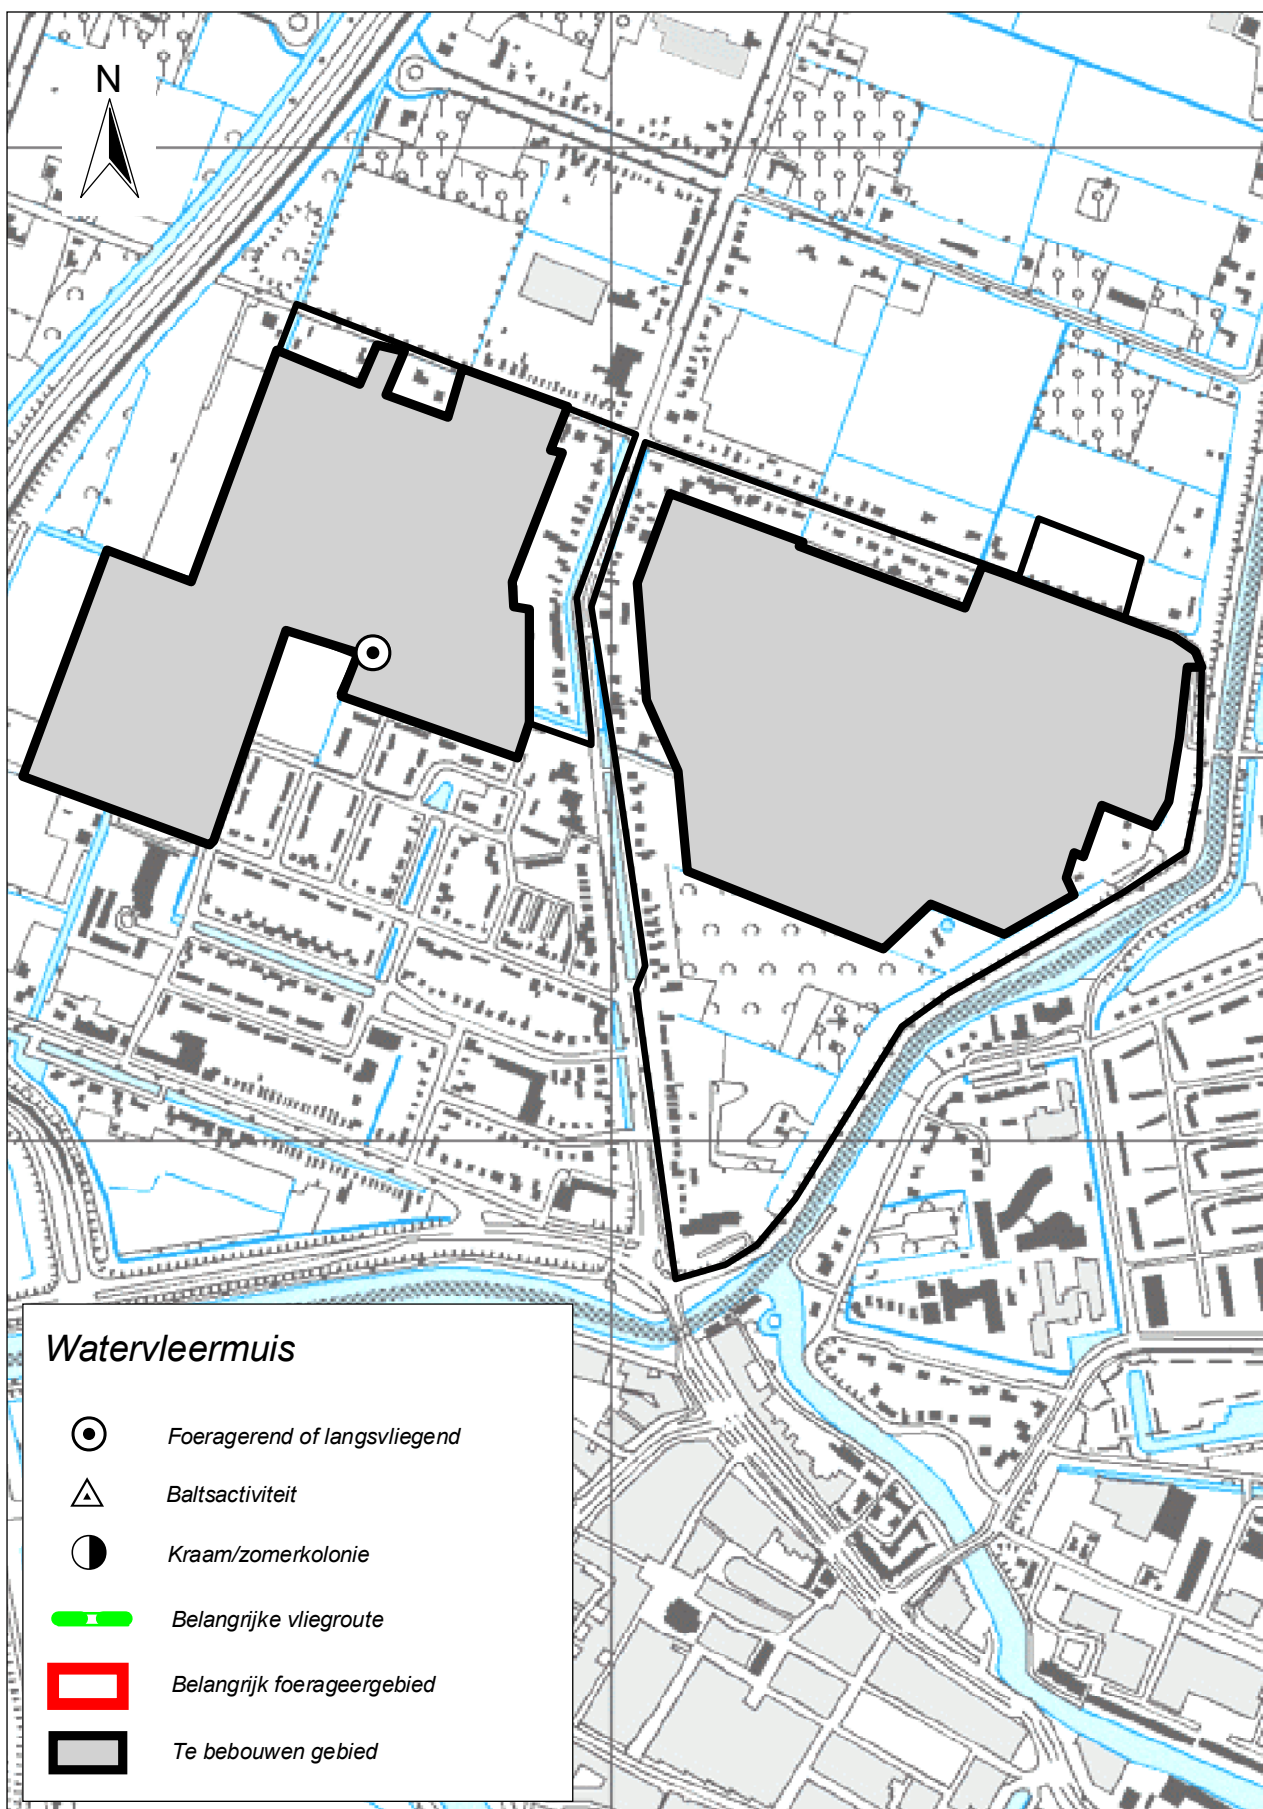 N
Watervleermuis
Foeragerend of langsvliegend
Baltsactiviteit
Kraam/zomerkolonie
Belangrijke vliegroute
Belangrijk foerageergebied
Te bebouwen gebied